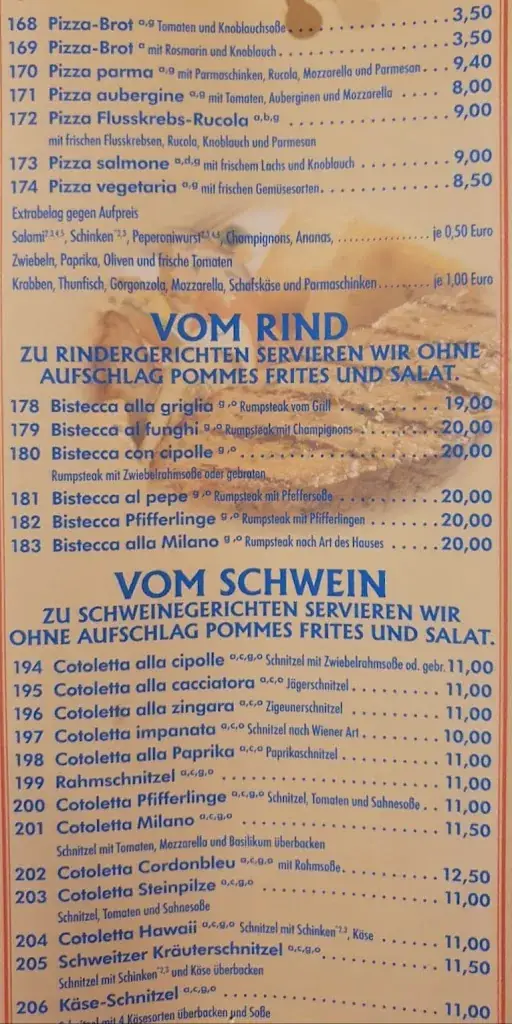 168 Pizza-Brot a,g Tomaten und Knoblauchsoße 3,50
169 Pizza-Brot a mit Rosmarin und Knoblauch 3,50
170 Pizza parma a,g mit Parmaschinken, Rucola, Mozzarella und Parmesan 9,40
171 Pizza aubergine a,g mit Tomaten, Auberginen und Mozzarella 8,00
172 Pizza Flusskrebs-Rucola a,b,g 9,00
mit frischen Flusskrebsen, Rucola, Knoblauch und Parmesan
173 Pizza salmone a,d,g mit frischem Lachs und Knoblauch 9,00
174 Pizza vegetaria a,g mit frischen Gemüsesorten 8,50
Extrabelag gegen Aufpreis
Salami, Schinken, Peperoniwurst, Champignons, Ananas, je 0,50 Euro
Zwiebeln, Paprika, Oliven und frische Tomaten
Krabben, Thunfisch, Gorgonzola, Mozzarella, Schafskäse und Parmaschinken je 1,00 Euro
VOM RIND
ZU RINDERGERICHTEN SERVIEREN WIR OHNE
AUFSCHLAG POMMES FRITES UND SALAT.
178 Bistecca alla griglia g,o Rumpsteak vom Grill 19,00
179 Bistecca al funghi g,o Rumpsteak mit Champignons 20,00
180 Bistecca con cipolle g,o 20,00
Rumpsteak mit Zwiebelrahmsoße oder gebraten
181 Bistecca al pepe g,o Rumpsteak mit Pfeffersoße 20,00
182 Bistecca Pfifferlinge g,o Rumpsteak mit Pfifferlingen 20,00
183 Bistecca alla Milano g,o Rumpsteak nach Art des Hauses 20,00
VOM SCHWEIN
ZU SCHWEINEGERICHTEN SERVIEREN WIR
OHNE AUFSCHLAG POMMES FRITES UND SALAT.
194 Cotoletta alla cipolle a,c,g,o Schnitzel mit Zwiebelrahmsoße od. gebr. 11,00
195 Cotoletta alla cacciatora a,c,o Jägerschnitzel 11,00
196 Cotoletta alla zingara a,c,o Zigeunerschnitzel 11,00
197 Cotoletta impanata a,c,o Schnitzel nach Wiener Art 10,00
198 Cotoletta alla Paprika a,c,o Paprikaschnitzel 11,00
199 Rahmschnitzel a,c,g,o 11,00
200 Cotoletta Pfifferlinge a,c,g,o Schnitzel, Tomaten und Sahnesoße 11,00
201 Cotoletta Milano a,c,g,o 11,50
Schnitzel mit Tomaten, Mozzarella und Basilikum überbacken
202 Cotoletta Cordonbleu a,c,g,o mit Rahmsoße 12,50
203 Cotoletta Steinpilze a,c,g,o 11,00
Schnitzel, Tomaten und Sahnesoße
204 Cotoletta Hawaii a,c,g,o Schnitzel mit Schinken, Käse 11,00
205 Schweitzer Kräuterschnitzel a,c,g,o 11,50
Schnitzel mit Schinken und Käse überbacken
206 Käse-Schnitzel a,c,g,o 11,00
Schnitzel mit 4 Käsesorten überbacken und Soße